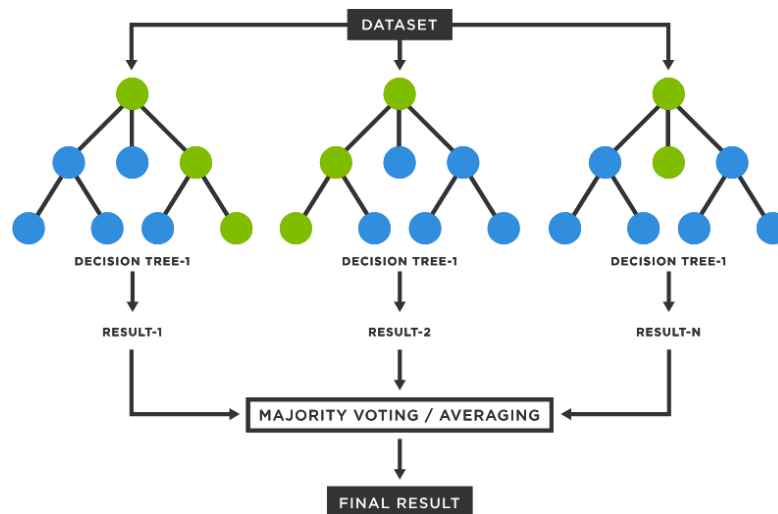 DATASET
DECISION TREE-1
DECISION TREE-1
DECISION TREE-1
RESULT-1
RESULT-2
RESULT-N
MAJORITY VOTING / AVERAGING
FINAL RESULT